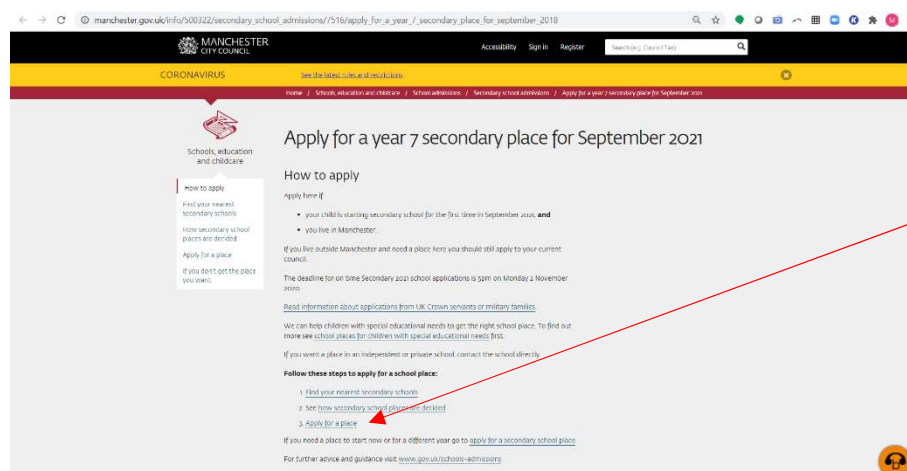 manchester.gov.uk/info/500322/secondary_school_admissions//516/apply_for_a_year_7_secondary_place_for_september_2018
MANCHESTER
CITY COUNCIL
Accessibility Sign in Register Search (e.g. Council Tax)
CORONAVIRUS See the latest rules and restrictions.
Home / Schools, education and childcare / School admissions / Secondary school admissions / Apply for a year 7 secondary place for September 2021
Schools, education
and childcare
How to apply
Find your nearest
secondary schools
How secondary school
places are decided
Apply for a place
If you don't get the place
you want
Apply for a year 7 secondary place for September 2021
How to apply
Apply here if
• your child is starting secondary school for the first time in September 2021, and
• you live in Manchester.
If you live outside Manchester and need a place here you should still apply to your current
council.
The deadline for on time Secondary 2021 school applications is 5pm on Monday 2 November
2020.
Read information about applications from UK Crown servants or military families.
We can help children with special educational needs to get the right school place. To find out
more see school places for children with special educational needs first.
If you want a place in an independent or private school, contact the school directly.
Follow these steps to apply for a school place:
1. Find your nearest secondary schools
2. See how secondary school places are decided
3. Apply for a place
If you need a place to start now or for a different year go to apply for a secondary school place
For further advice and guidance visit www.gov.uk/schools-admissions